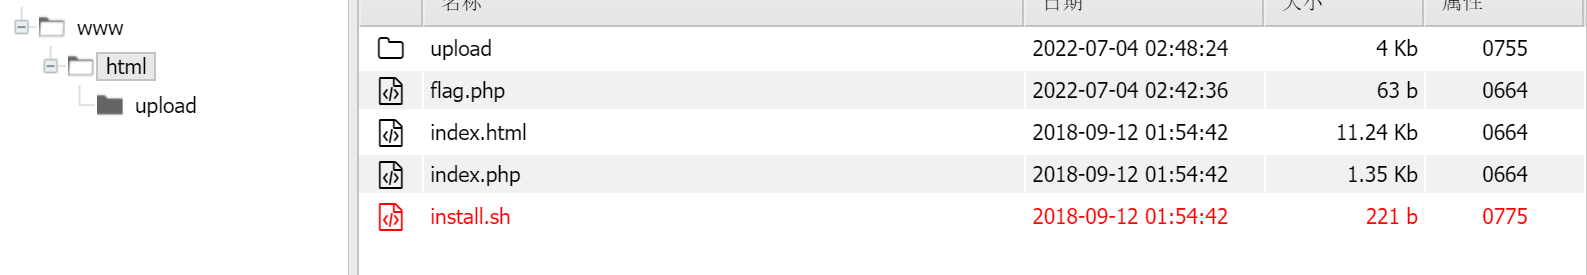 www
html
upload
名称 日期 大小 属性
upload 2022-07-04 02:48:24 4 Kb 0755
flag.php 2022-07-04 02:42:36 63 b 0664
index.html 2018-09-12 01:54:42 11.24 Kb 0664
index.php 2018-09-12 01:54:42 1.35 Kb 0664
install.sh 2018-09-12 01:54:42 221 b 0775